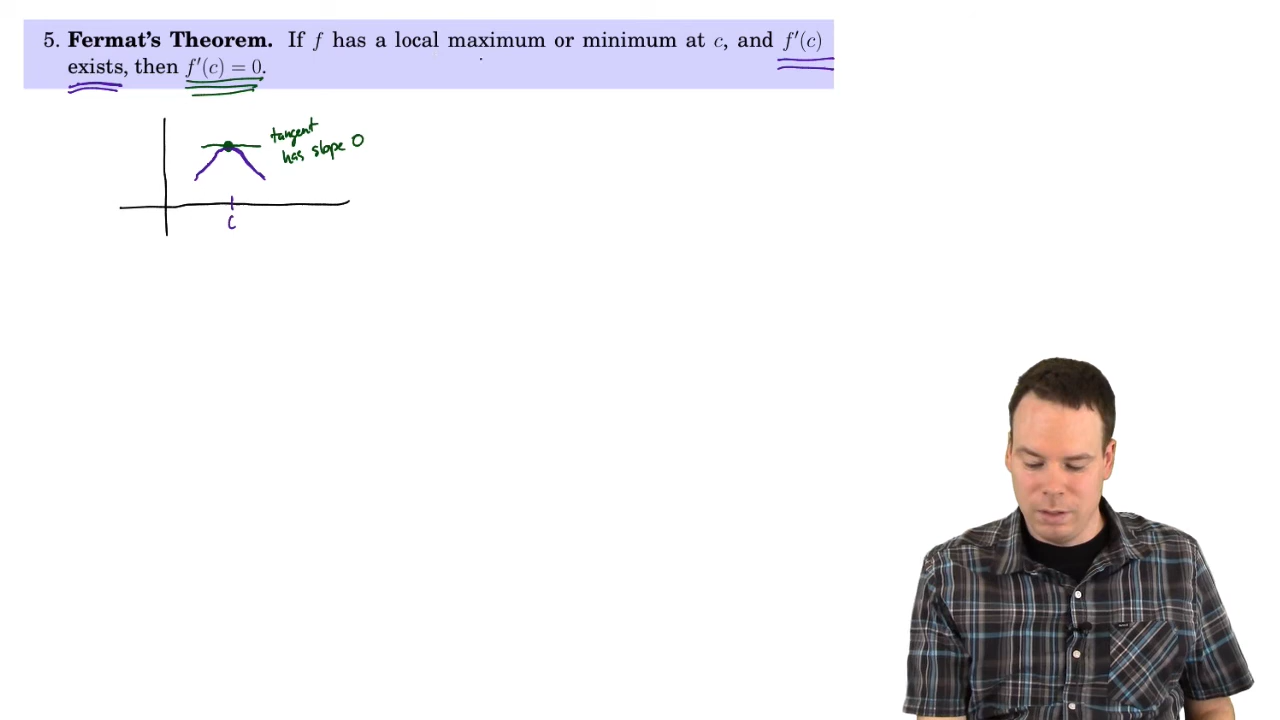 5. Fermat's Theorem. If f has a local maximum or minimum at c, and f′(c)
exists, then f′(c) = 0.
tangent
has slope 0
c